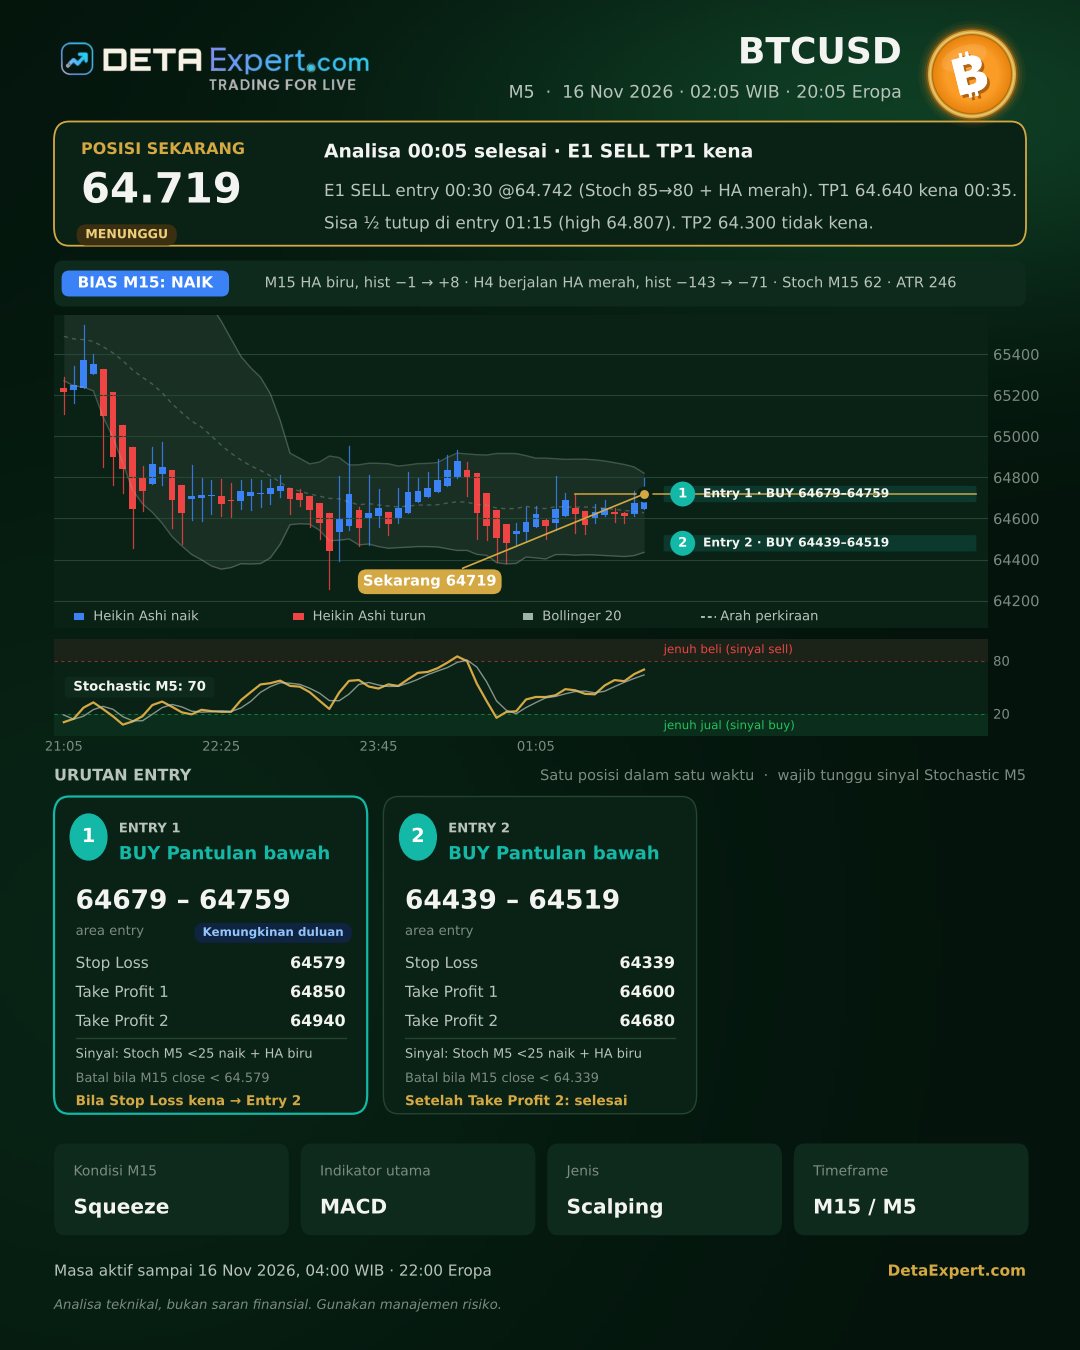 DETA Expert.com
TRADING FOR LIVE
BTCUSD
M5 · 16 Nov 2026 · 02:05 WIB · 20:05 Eropa
POSISI SEKARANG
64.719
MENUNGGU
Analisa 00:05 selesai · E1 SELL TP1 kena
E1 SELL entry 00:30 @64.742 (Stoch 85→80 + HA merah). TP1 64.640 kena 00:35.
Sisa ½ tutup di entry 01:15 (high 64.807). TP2 64.300 tidak kena.
BIAS M15: NAIK
M15 HA biru, hist −1 → +8 · H4 berjalan HA merah, hist −143 → −71 · Stoch M15 62 · ATR 246
65400
65200
65000
64800
64600
64400
64200
1 Entry 1 · BUY 64679–64759
2 Entry 2 · BUY 64439–64519
Sekarang 64719
Heikin Ashi naik
Heikin Ashi turun
Bollinger 20
Arah perkiraan
jenuh beli (sinyal sell)
80
Stochastic M5: 70
20
jenuh jual (sinyal buy)
21:05 22:25 23:45 01:05
URUTAN ENTRY
Satu posisi dalam satu waktu · wajib tunggu sinyal Stochastic M5
1
ENTRY 1
BUY Pantulan bawah
64679 – 64759
area entry
Kemungkinan duluan
Stop Loss 64579
Take Profit 1 64850
Take Profit 2 64940
Sinyal: Stoch M5 <25 naik + HA biru
Batal bila M15 close < 64.579
Bila Stop Loss kena → Entry 2
2
ENTRY 2
BUY Pantulan bawah
64439 – 64519
area entry
Stop Loss 64339
Take Profit 1 64600
Take Profit 2 64680
Sinyal: Stoch M5 <25 naik + HA biru
Batal bila M15 close < 64.339
Setelah Take Profit 2: selesai
Kondisi M15
Squeeze
Indikator utama
MACD
Jenis
Scalping
Timeframe
M15 / M5
Masa aktif sampai 16 Nov 2026, 04:00 WIB · 22:00 Eropa
DetaExpert.com
Analisa teknikal, bukan saran finansial. Gunakan manajemen risiko.